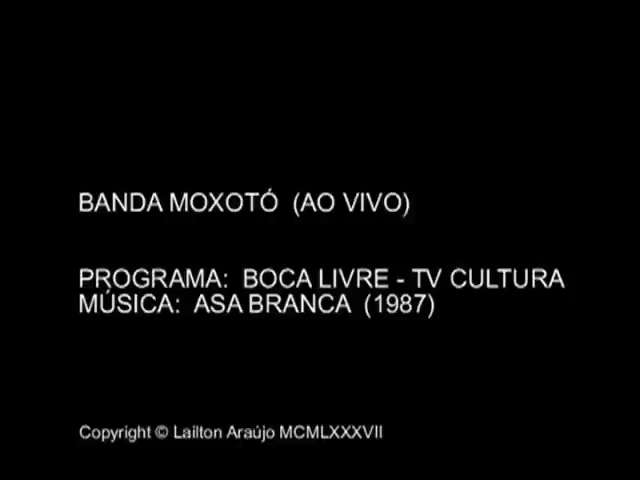 BANDA MOXOTÓ (AO VIVO)
PROGRAMA: BOCA LIVRE - TV CULTURA
MÚSICA: ASA BRANCA (1987)
Copyright © Lailton Araújo MCMLXXXVII